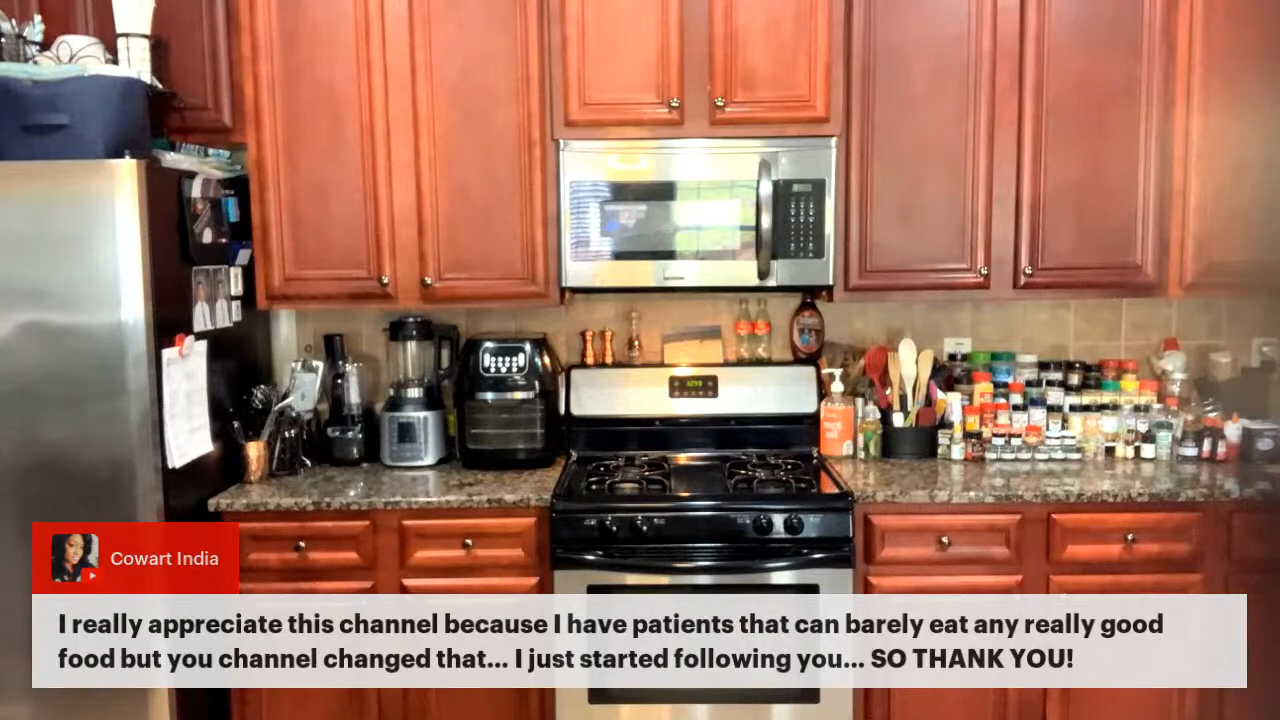 Cowart India
I really appreciate this channel because I have patients that can barely eat any really good
food but you channel changed that... I just started following you... SO THANK YOU!